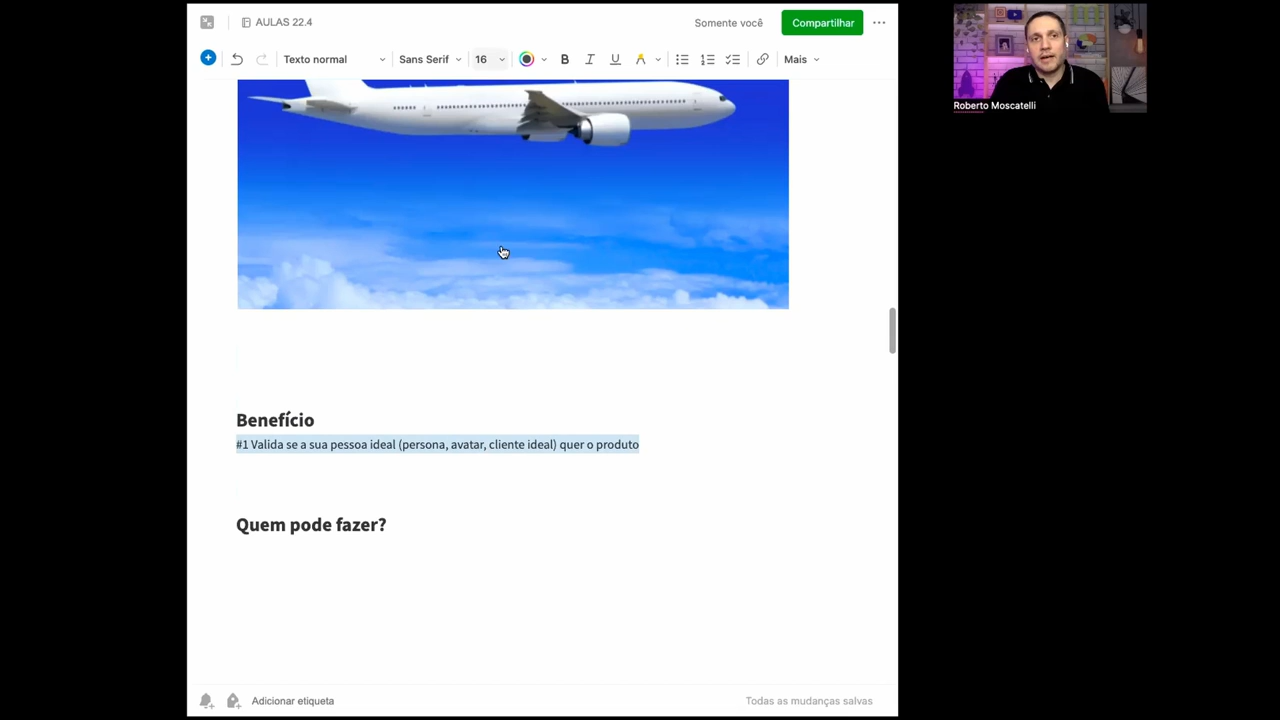 AULAS 22.4
Somente você
Compartilhar
Texto normal
Sans Serif
16
B
I
U
A
Mais
Roberto Moscatelli
Benefício
#1 Valida se a sua pessoa ideal (persona, avatar, cliente ideal) quer o produto
Quem pode fazer?
Adicionar etiqueta
Todas as mudanças salvas